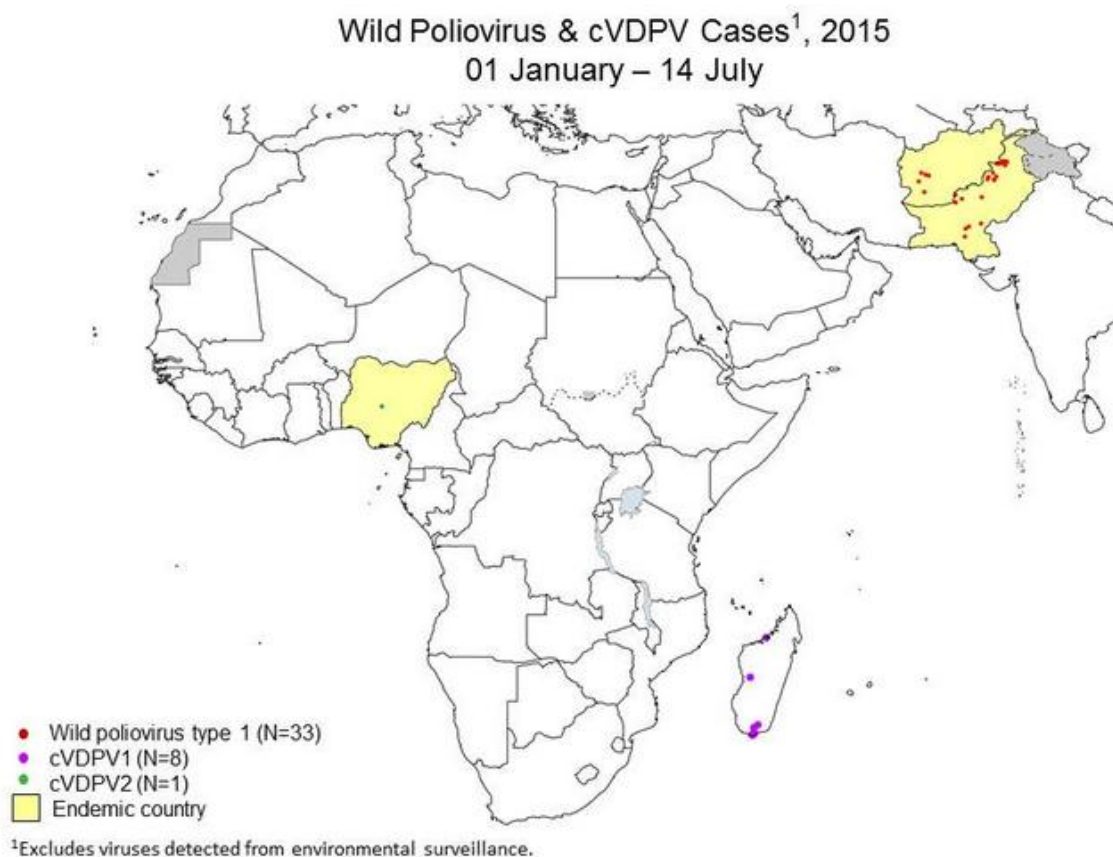 Wild Poliovirus & cVDPV Cases¹, 2015
01 January – 14 July
Wild poliovirus type 1 (N=33)
cVDPV1 (N=8)
cVDPV2 (N=1)
Endemic country
¹Excludes viruses detected from environmental surveillance.